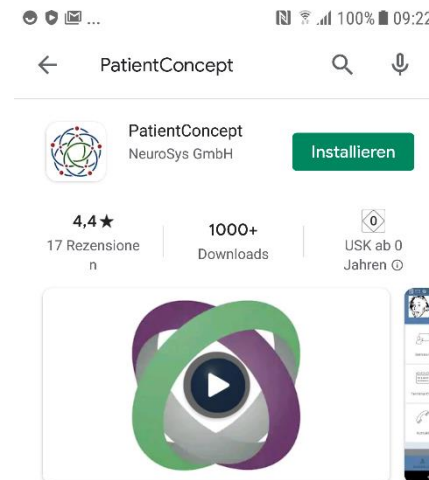 ... 100% 09:22
PatientConcept
PatientConcept
NeuroSys GmbH
Installieren
4,4★
17 Rezensione
n
1000+
Downloads
0
USK ab 0
Jahren